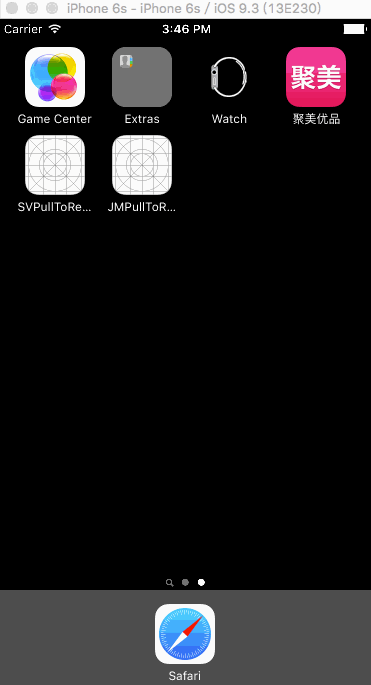 iPhone 6s - iPhone 6s / iOS 9.3 (13E230)
Carrier 3:46 PM
聚美
Game Center Extras Watch 聚美优品
SVPullToRe... JMPullToR...
Safari